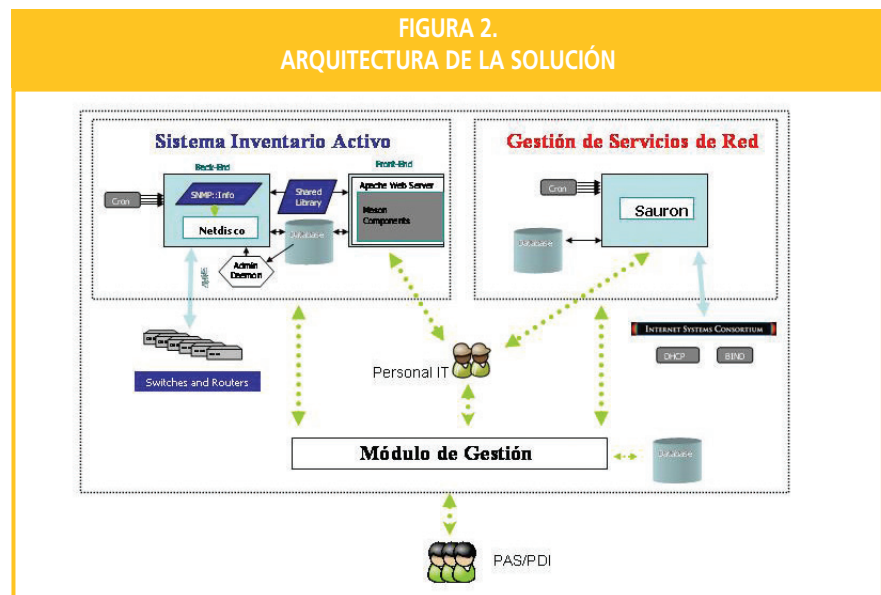 FIGURA 2.
ARQUITECTURA DE LA SOLUCIÓN
Sistema Inventario Activo
Back-End
Front-End
Cron
SNMP::Info
Netdisco
Shared
Library
Database
Admin
Daemon
Apache Web Server
Mason
Components
SNMP
Switches and Routers
Gestión de Servicios de Red
Cron
Sauron
Database
INTERNET SYSTEMS CONSORTIUM
DHCP
BIND
Personal IT
Módulo de Gestión
Database
PAS/PDI